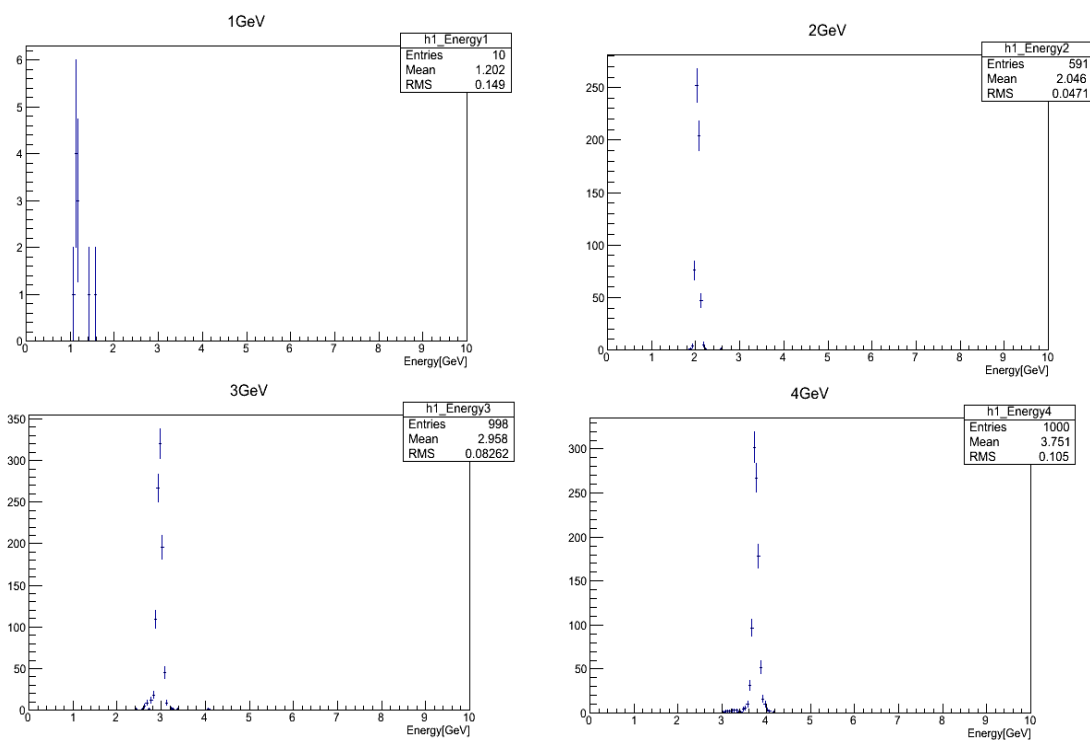 1GeV
h1_Energy1
Entries 10
Mean 1.202
RMS 0.149
6
5
4
3
2
1
0
0 1 2 3 4 5 6 7 8 9 10
Energy[GeV]
2GeV
h1_Energy2
Entries 591
Mean 2.046
RMS 0.0471
250
200
150
100
50
0
0 1 2 3 4 5 6 7 8 9 10
Energy[GeV]
3GeV
h1_Energy3
Entries 998
Mean 2.958
RMS 0.08262
350
300
250
200
150
100
50
0
0 1 2 3 4 5 6 7 8 9 10
Energy[GeV]
4GeV
h1_Energy4
Entries 1000
Mean 3.751
RMS 0.105
300
250
200
150
100
50
0
0 1 2 3 4 5 6 7 8 9 10
Energy[GeV]